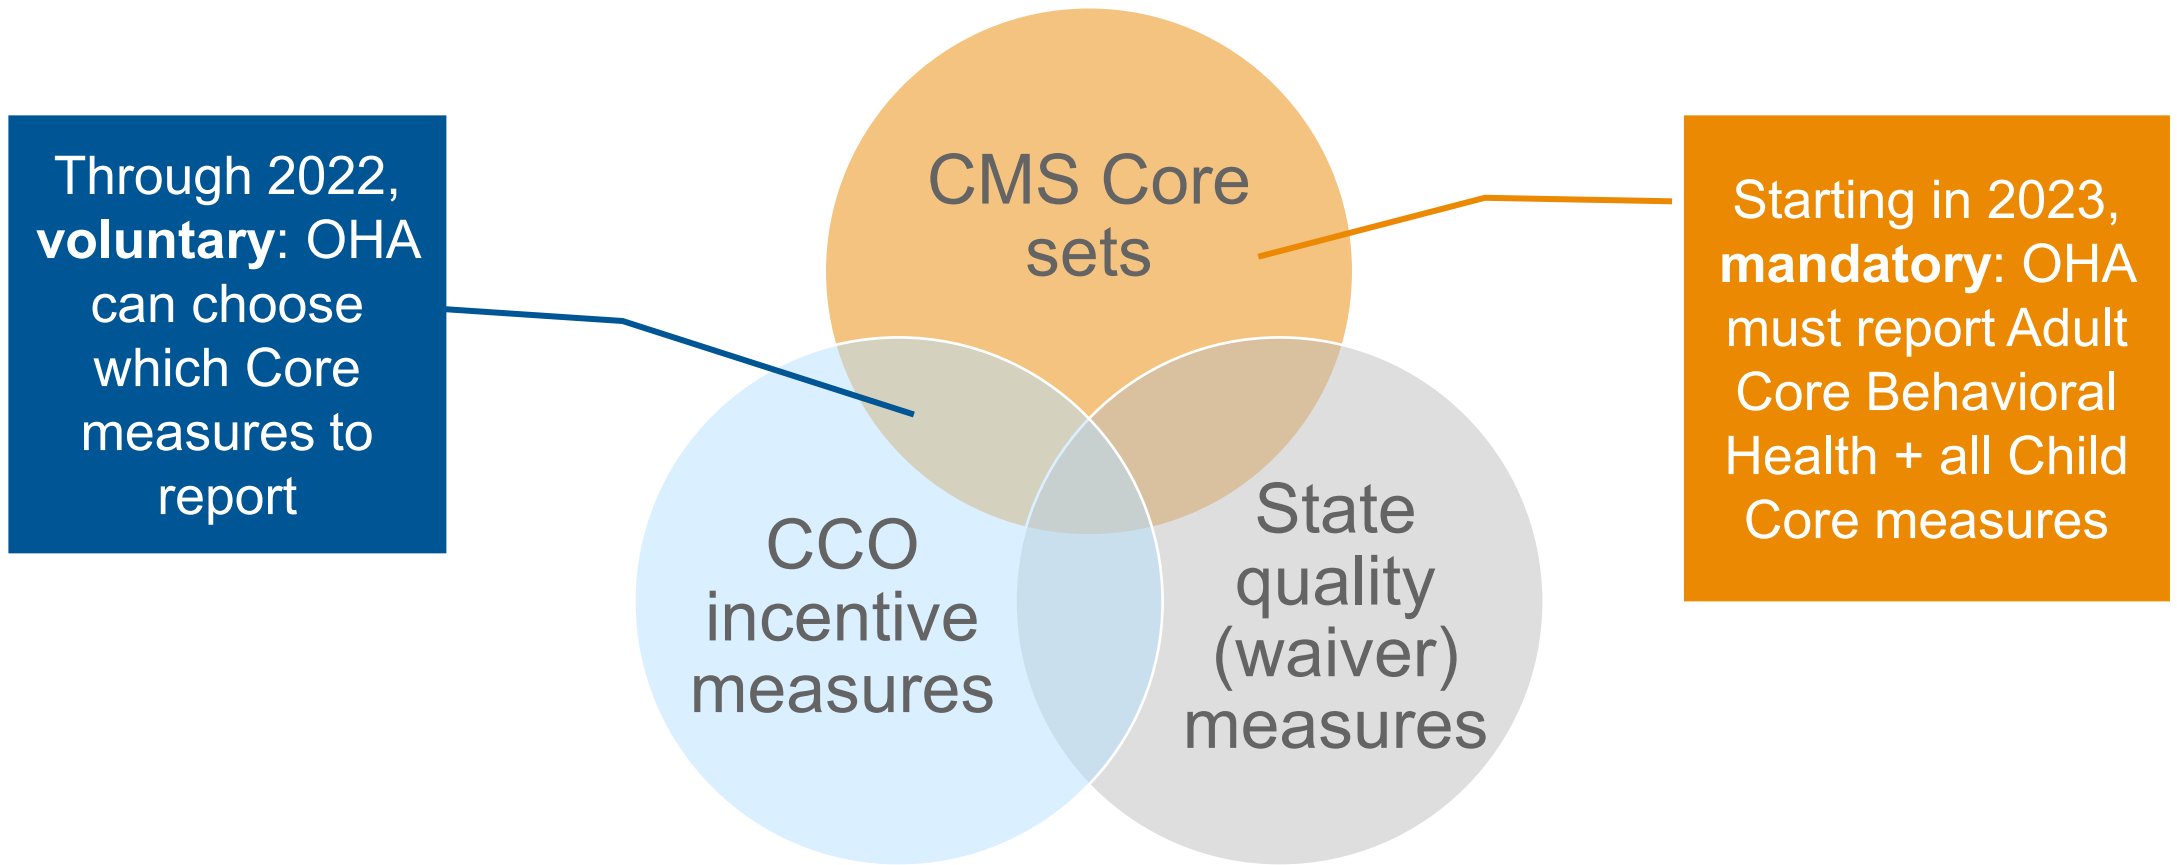 Through 2022,
voluntary: OHA
can choose
which Core
measures to
report
CMS Core
sets
Starting in 2023,
mandatory: OHA
must report Adult
Core Behavioral
Health + all Child
Core measures
CCO
incentive
measures
State
quality
(waiver)
measures